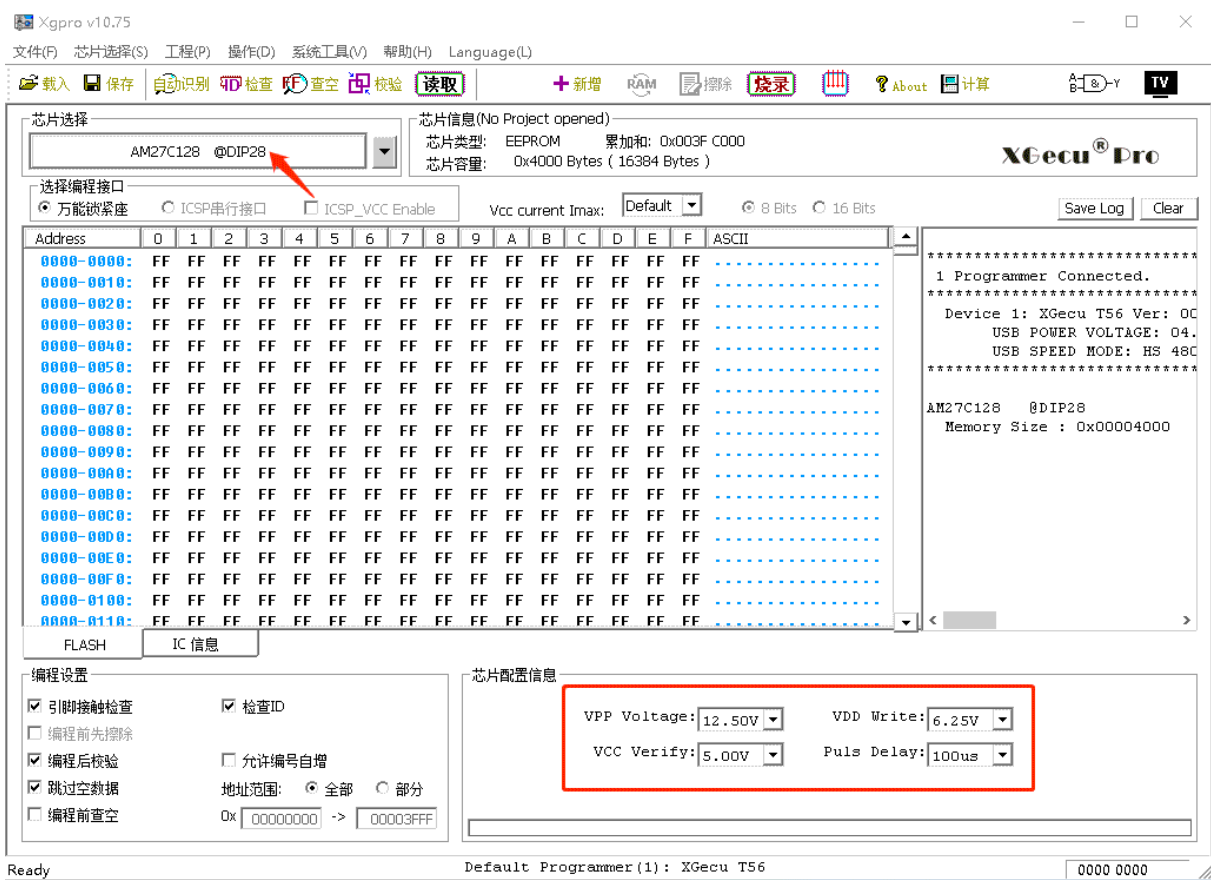 Xgpro v10.75
文件(F) 芯片选择(S) 工程(P) 操作(D) 系统工具(V) 帮助(H) Language(L)
载入 保存 自动识别 ID 检查 查空 校验 读取 新增 RAM 擦除 烧录 About 计算 A B & Y TV
芯片选择
AM27C128 @DIP28
芯片信息(No Project opened)
芯片类型: EEPROM 累加和: 0x003F C000
芯片容量: 0x4000 Bytes ( 16384 Bytes )
XGecu® Pro
选择编程接口
万能锁紧座 ICSP串行接口 ICSP_VCC Enable Vcc current Imax: Default 8 Bits 16 Bits Save Log Clear
Address 0 1 2 3 4 5 6 7 8 9 A B C D E F ASCII
0000-0000: FF FF FF FF FF FF FF FF FF FF FF FF FF FF FF FF ................
0000-0010: FF FF FF FF FF FF FF FF FF FF FF FF FF FF FF FF ................
0000-0020: FF FF FF FF FF FF FF FF FF FF FF FF FF FF FF FF ................
0000-0030: FF FF FF FF FF FF FF FF FF FF FF FF FF FF FF FF ................
0000-0040: FF FF FF FF FF FF FF FF FF FF FF FF FF FF FF FF ................
0000-0050: FF FF FF FF FF FF FF FF FF FF FF FF FF FF FF FF ................
0000-0060: FF FF FF FF FF FF FF FF FF FF FF FF FF FF FF FF ................
0000-0070: FF FF FF FF FF FF FF FF FF FF FF FF FF FF FF FF ................
0000-0080: FF FF FF FF FF FF FF FF FF FF FF FF FF FF FF FF ................
0000-0090: FF FF FF FF FF FF FF FF FF FF FF FF FF FF FF FF ................
0000-00A0: FF FF FF FF FF FF FF FF FF FF FF FF FF FF FF FF ................
0000-00B0: FF FF FF FF FF FF FF FF FF FF FF FF FF FF FF FF ................
0000-00C0: FF FF FF FF FF FF FF FF FF FF FF FF FF FF FF FF ................
0000-00D0: FF FF FF FF FF FF FF FF FF FF FF FF FF FF FF FF ................
0000-00E0: FF FF FF FF FF FF FF FF FF FF FF FF FF FF FF FF ................
0000-00F0: FF FF FF FF FF FF FF FF FF FF FF FF FF FF FF FF ................
0000-0100: FF FF FF FF FF FF FF FF FF FF FF FF FF FF FF FF ................
0000-0110: FF FF FF FF FF FF FF FF FF FF FF FF FF FF FF FF ................
*****************************
1 Programmer Connected.
*****************************
Device 1: XGecu T56 Ver:
USB POWER VOLTAGE: 04.
USB SPEED MODE: HS
*****************************
AM27C128 @DIP28
Memory Size : 0x00004000
FLASH IC 信息
编程设置
引脚接触检查 检查ID
编程前先擦除
编程后校验 允许编号自增
跳过空数据 地址范围: 全部 部分
编程前查空 0x 00000000 -> 00003FFF
芯片配置信息
VPP Voltage: 12.50V VDD Write: 6.25V
VCC Verify: 5.00V Puls Delay: 100us
Ready Default Programmer(1): XGecu T56 0000 0000